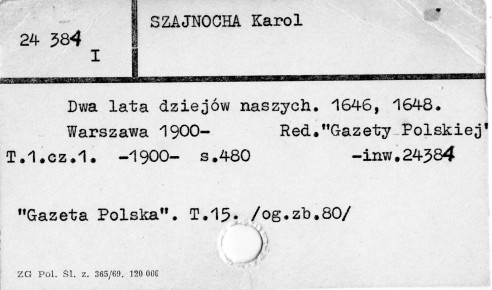 SZAJNOCHA Karol
24 384
I
Dwa lata dziejów naszych. 1646, 1648.
Warszawa 1900- Red."Gazety Polskiej"
T.1.cz.1. -1900- s.480 -inw.24384
"Gazeta Polska". T.15. /og.zb.80/
ZG Pol. Śl. z. 365/69. 120 000